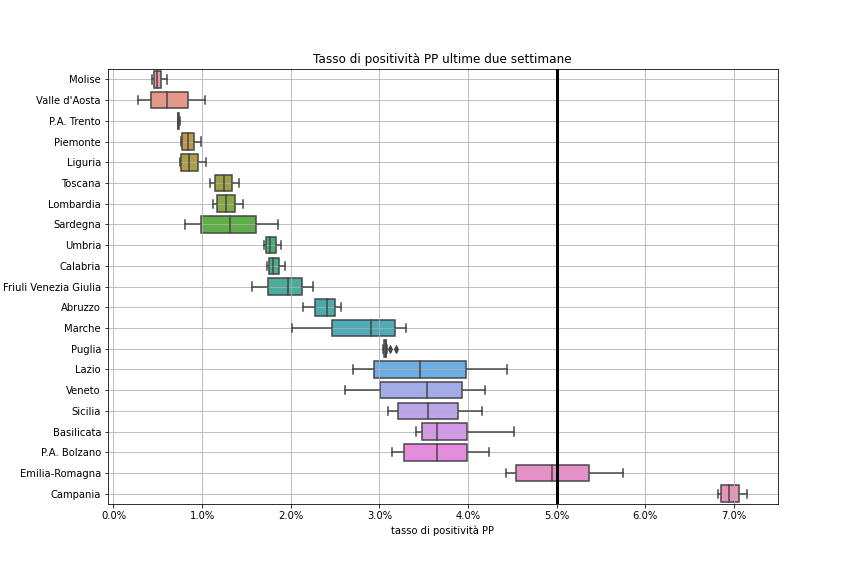 Tasso di positività PP ultime due settimane
Molise
Valle d'Aosta
P.A. Trento
Piemonte
Liguria
Toscana
Lombardia
Sardegna
Umbria
Calabria
Friuli Venezia Giulia
Abruzzo
Marche
Puglia
Lazio
Veneto
Sicilia
Basilicata
P.A. Bolzano
Emilia-Romagna
Campania
0.0% 1.0% 2.0% 3.0% 4.0% 5.0% 6.0% 7.0%
tasso di positività PP